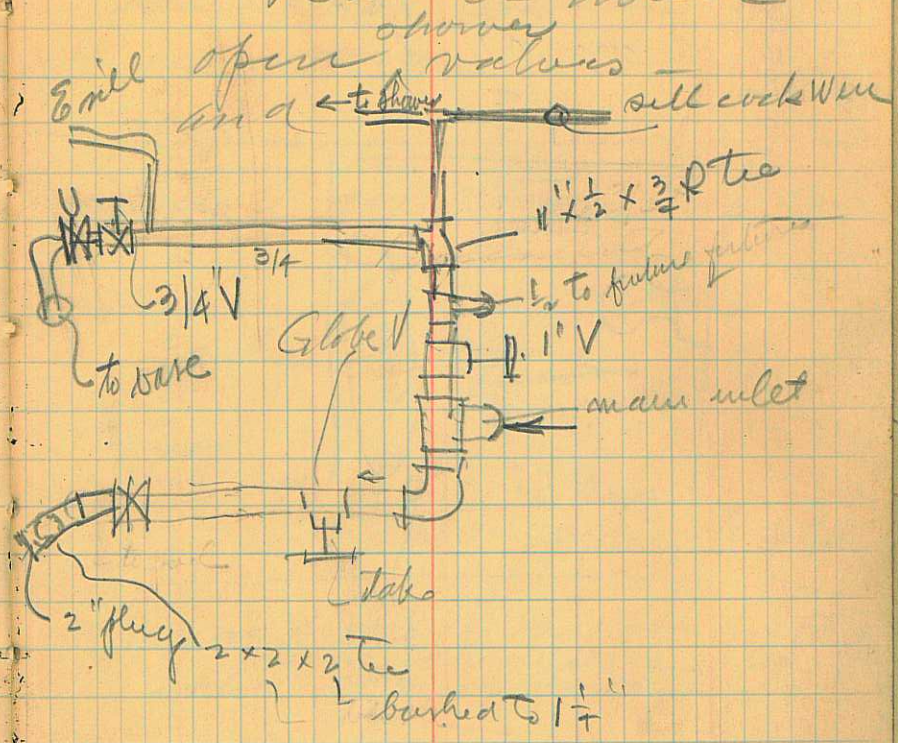 shower
open valves
and ← to shower
sill cock W
1" x 1/2 x 3/4 R Tee
3/4
3/4" V
1/2 to future fixtures
Globe V
1" V
to base
main inlet
2" plug
2 x 2 x 2 Tee
bushed to 1 1/4"